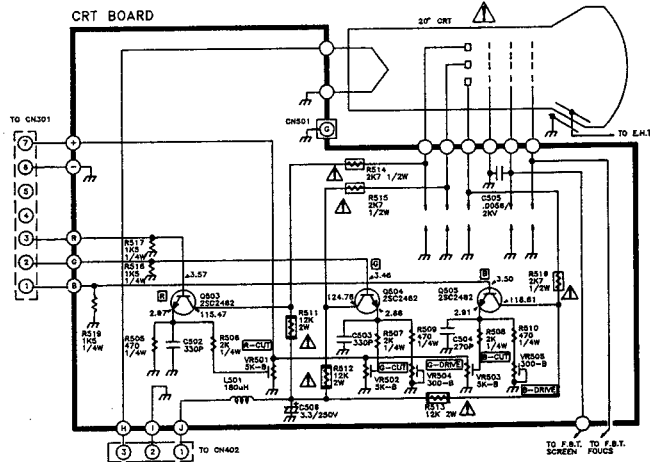 CRT BOARD
20" CRT
TO CN301
CN501
G
TO E.H.T
7
6
5
4
3
2
1
+
-
R
G
B
R514
2K7 1/2W
R515
2K7
1/2W
C505
.0056/
2KV
R517
1K5
1/4W
R516
1K5
1/4W
R519
1K5
1/4W
3.57
R
Q503
2SC2482
2.87
115.47
G
3.46
Q504
2SC2482
124.76
2.86
B
3.50
Q505
2SC2482
2.91
118.61
R518
2K7
1/2W
R505
470
1/4W
C502
330P
R506
2K
1/4W
R511
12K
2W
R-CUT
VR501
5K-B
C503
330P
R507
2K
1/4W
R509
470
1/4W
C504
270P
R508
2K
1/4W
R510
470
1/4W
R512
12K
2W
G-CUT
VR502
5K-B
G-DRIVE
VR504
300-B
B-CUT
VR503
5K-B
VR505
300-B
B-DRIVE
L501
180uH
C506
3.3/250V
R513
12K 2W
H
I
J
3
2
1
TO CN402
TO F.B.T.
SCREEN
TO F.B.T.
FOUCS